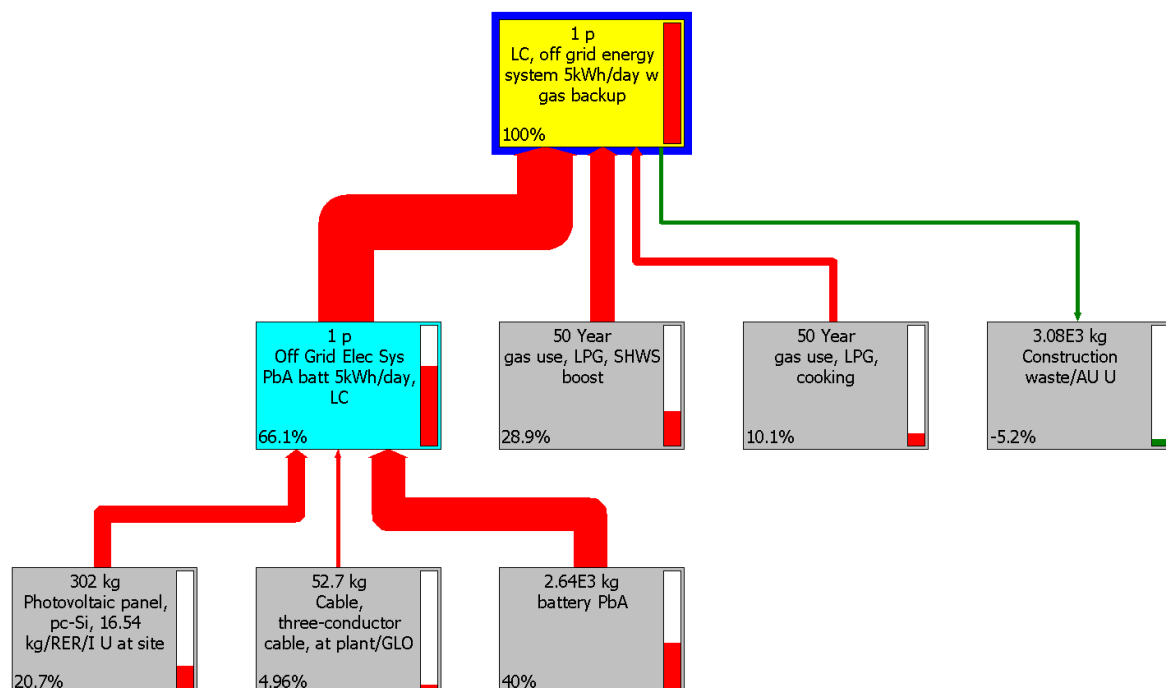 1 p
LC, off grid energy
system 5kWh/day w
gas backup
100%
1 p
Off Grid Elec Sys
PbA batt 5kWh/day,
LC
66.1%
50 Year
gas use, LPG, SHWS
boost
28.9%
50 Year
gas use, LPG,
cooking
10.1%
3.08E3 kg
Construction
waste/AU U
-5.2%
302 kg
Photovoltaic panel,
pc-Si, 16.54
kg/RER/I U at site
20.7%
52.7 kg
Cable,
three-conductor
cable, at plant/GLO
4.96%
2.64E3 kg
battery PbA
40%